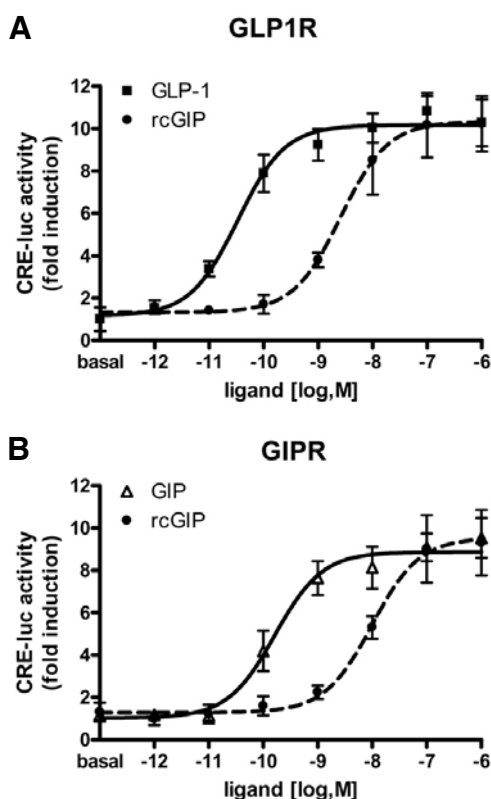 A
GLP1R
GLP-1
rcGIP
CRE-luc activity
(fold induction)
12
10
8
6
4
2
0
basal -12 -11 -10 -9 -8 -7 -6
ligand [log,M]
B
GIPR
GIP
rcGIP
CRE-luc activity
(fold induction)
12
10
8
6
4
2
0
basal -12 -11 -10 -9 -8 -7 -6
ligand [log,M]